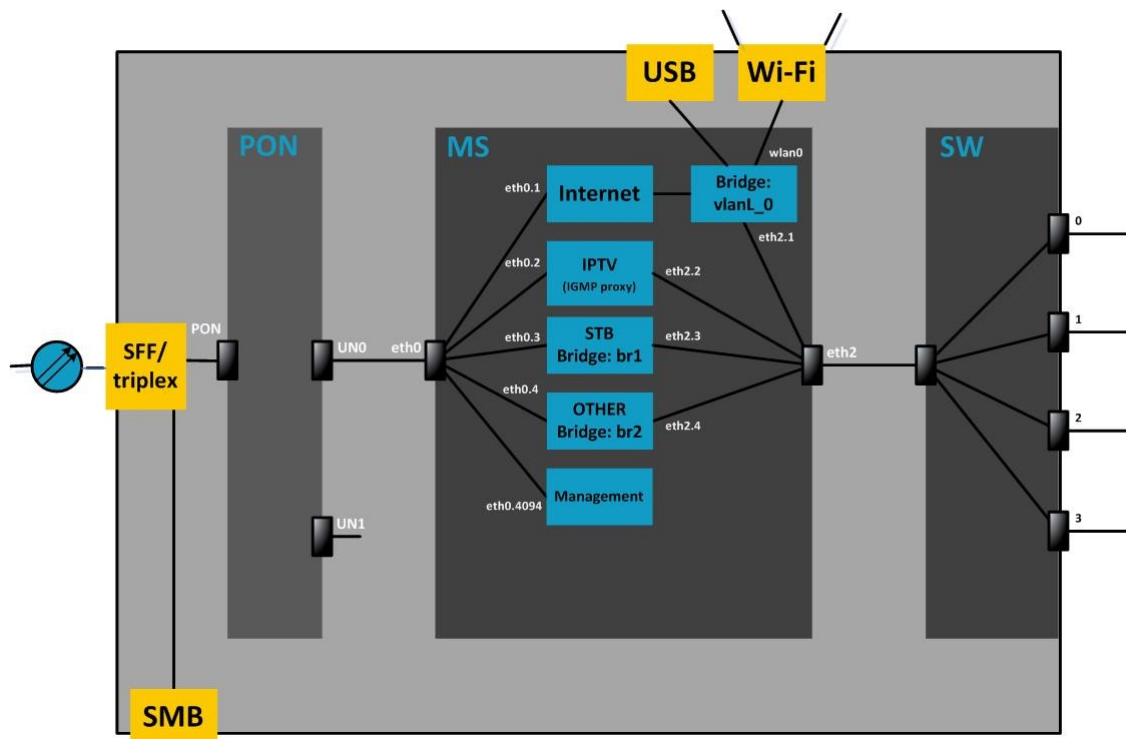 USB
Wi-Fi
PON
MS
SW
wlan0
eth0.1
Internet
Bridge:
vlanL_0
0
eth2.1
eth0.2
IPTV
(IGMP proxy)
eth2.2
PON
SFF/
triplex
UN0
eth0
eth0.3
STB
Bridge: br1
eth2.3
eth2
1
eth0.4
OTHER
Bridge: br2
eth2.4
2
eth0.4094
Management
UN1
3
SMB